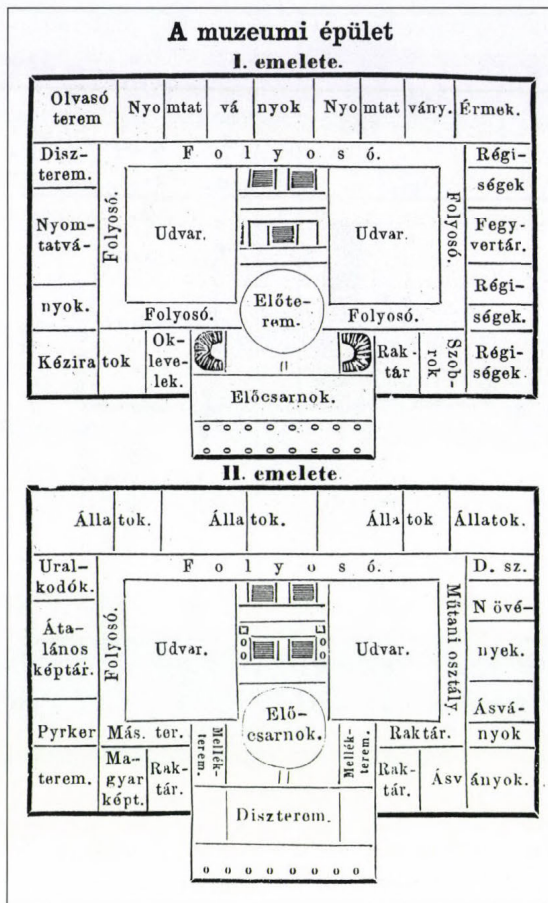 A muzeumi épület
I. emelete.
Olvasó
terem
Nyo mtat vá nyok Nyo mtat vány. Érmek.
Disz-
terem.
Nyom-
tatvá-
nyok.
Kézira tok
Ok-
leve-
lek.
Folyosó.
Folyosó.
Udvar.
Folyosó.
Előte-
rem.
Udvar.
Folyosó.
Folyosó.
Régi-
ségek
Fegy-
vertár.
Régi-
ségek.
Régi-
ségek
Rak-
tár
Szob-
rok
Előcsarnok.
II. emelete
Álla tok. Álla tok. Álla tok Állatok.
Ural-
kodók.
Áta-
lános
képtár.
Pyrker
terem.
Folyosó.
Folyosó.
Udvar.
Udvar.
Műtani osztály.
D. sz.
N övé-
nyek.
Ásvá-
nyok
Más. ter.
Ma-
gyar
képt.
Rak-
tár.
Mellék-
terem.
Elő-
csarnok.
Mellék-
terem.
Raktár.
Rak-
tár.
Ásv ányok.
Diszterem.